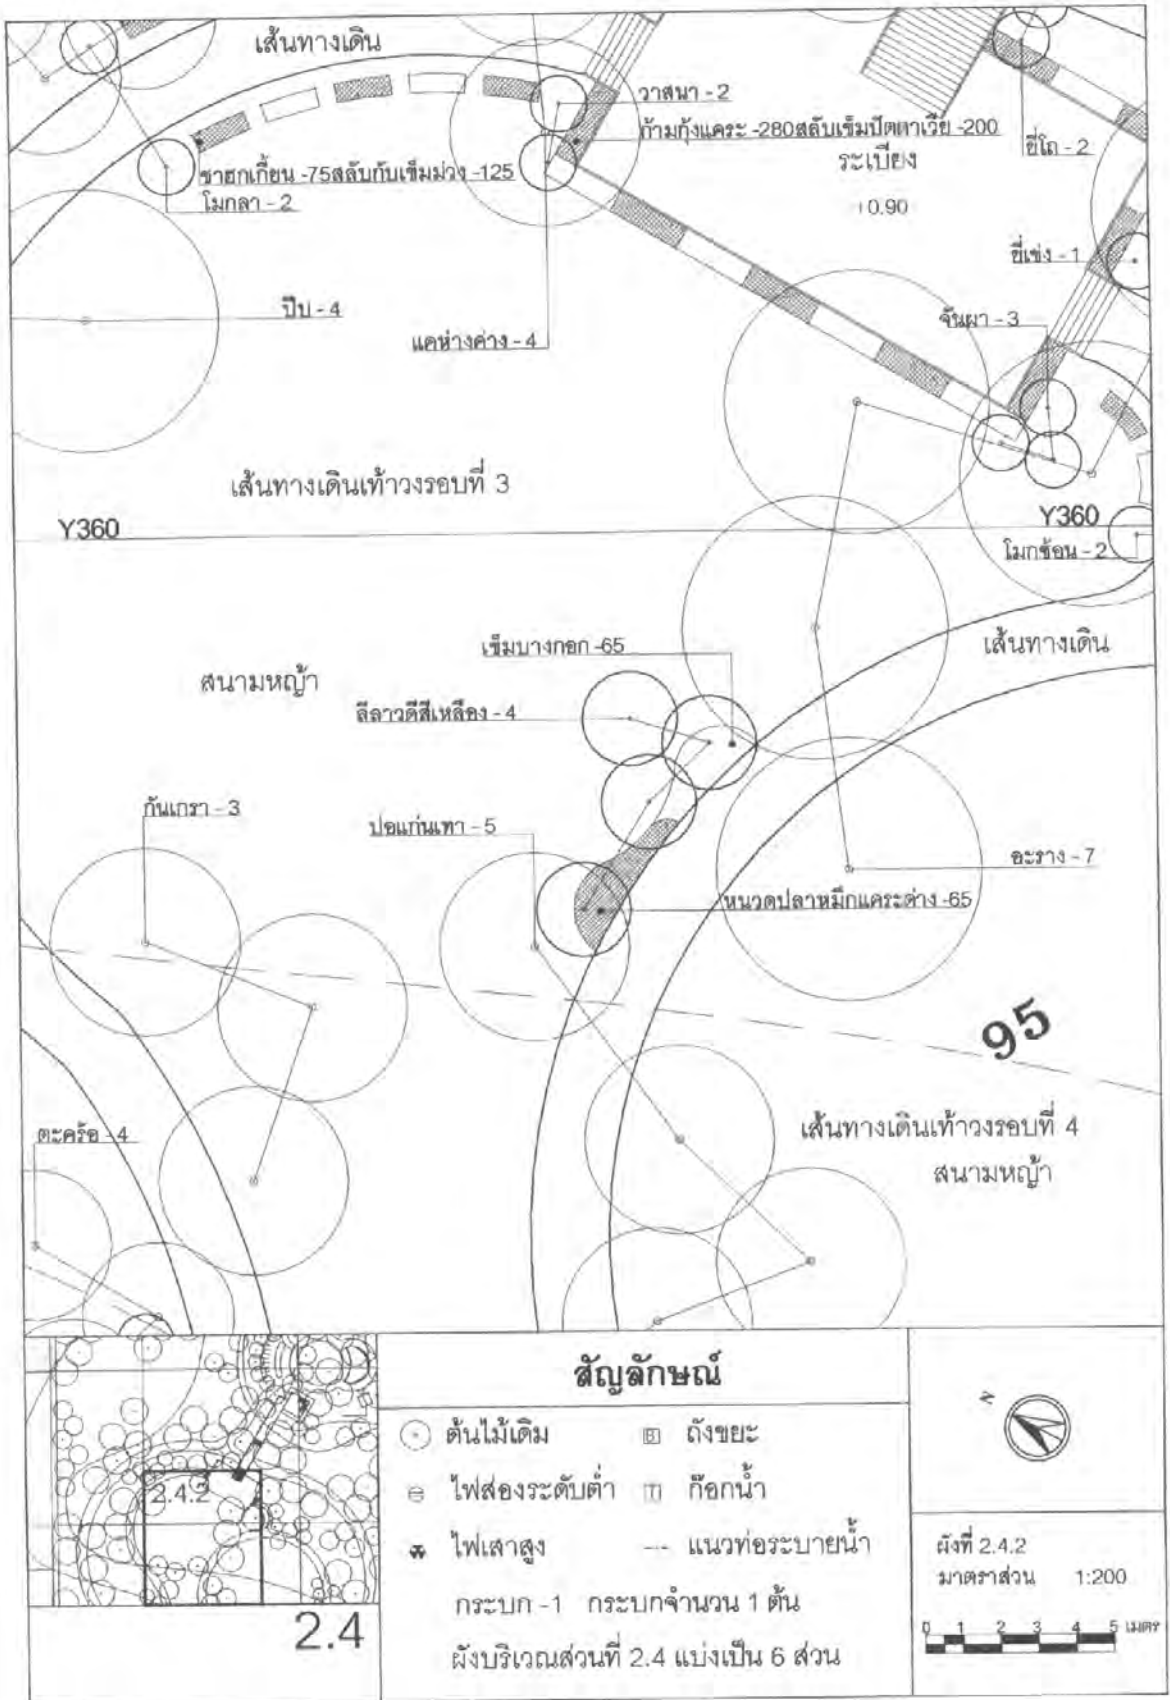 เส้นทางเดิน
วาสนา - 2
ก้ามกุ้งแคระ -280สลับเข็มปัตตาเวีย -200
ยี่โถ - 2
ระเบียง
ชาฮกเกี้ยน -75สลับกับเข็มม่วง -125
โมกลา - 2
+0.90
ยี่เข่ง - 1
ปีบ - 4
แคห่างค่าง - 4
จันผา - 3
เส้นทางเดินเท้าวงรอบที่ 3
Y360
Y360
โมกซ้อน - 2
เข็มบางกอก -65
เส้นทางเดิน
สนามหญ้า
ลีลาวดีสีเหลือง - 4
กันเกรา - 3
ปอแก่นเทา - 5
อะราง - 7
หนวดปลาหมึกแคระด่าง -65
95
ตะคร้อ - 4
เส้นทางเดินเท้าวงรอบที่ 4
สนามหญ้า
สัญลักษณ์
N
ต้นไม้เดิม
B ถังขยะ
ไฟส่องระดับต่ำ
T ก๊อกน้ำ
2.4.2
ไฟเสาสูง
แนวท่อระบายน้ำ
ผังที่ 2.4.2
มาตราส่วน 1:200
กระบก -1 กระบกจำนวน 1 ต้น
0 1 2 3 4 5 เมตร
2.4
ผังบริเวณส่วนที่ 2.4 แบ่งเป็น 6 ส่วน